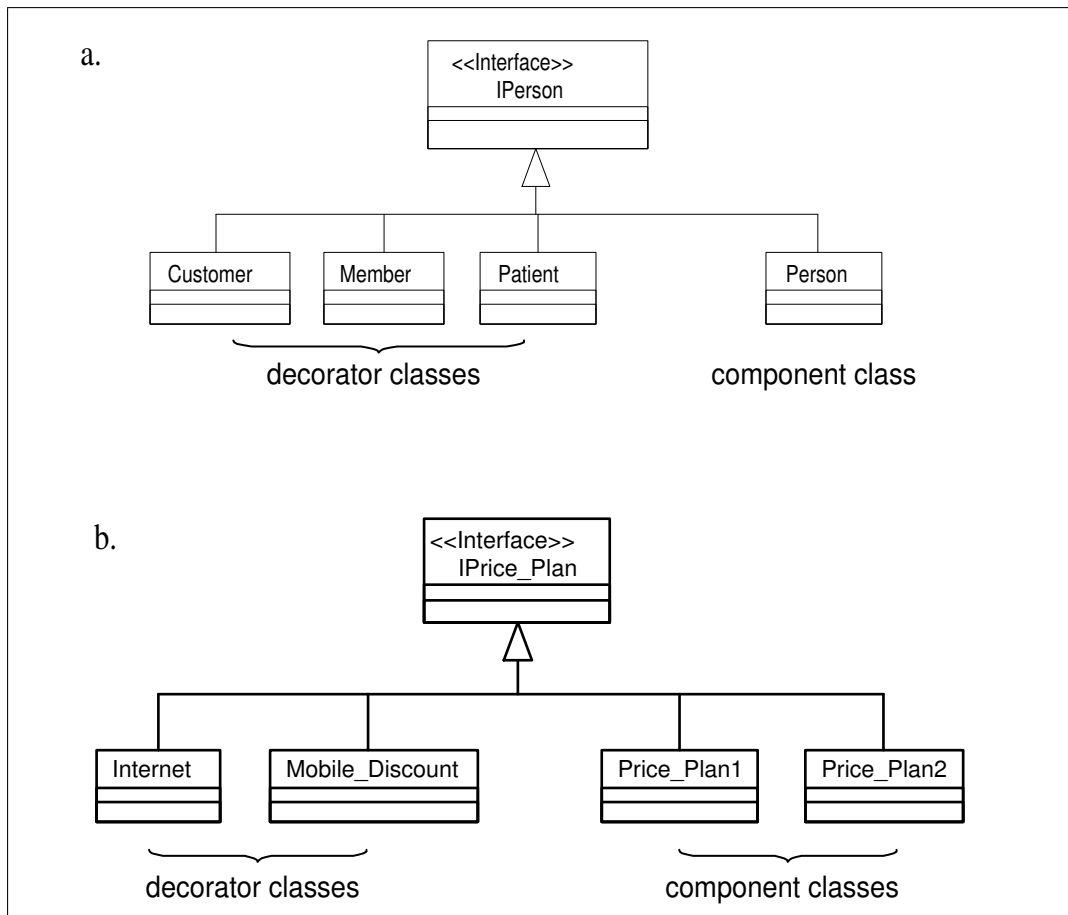 a.
<<Interface>>
IPerson
Customer
Member
Patient
Person
decorator classes
component class
b.
<<Interface>>
IPrice_Plan
Internet
Mobile_Discount
Price_Plan1
Price_Plan2
decorator classes
component classes